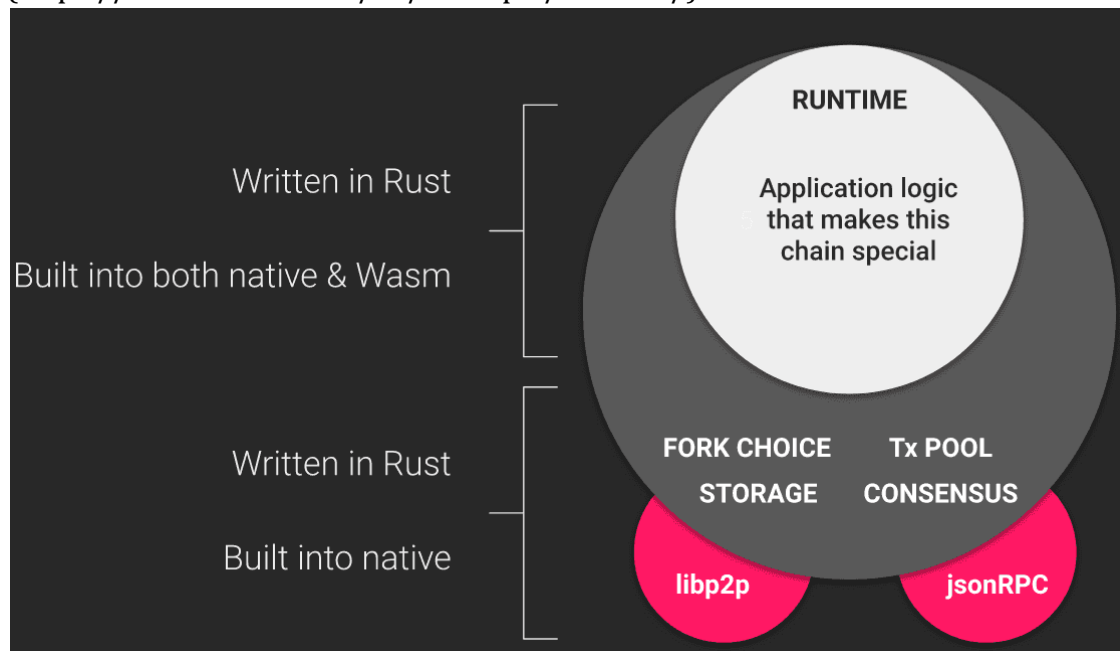 RUNTIME
Application logic
that makes this
chain special
Written in Rust
Built into both native & Wasm
FORK CHOICE Tx POOL
STORAGE CONSENSUS
Written in Rust
Built into native
libp2p jsonRPC